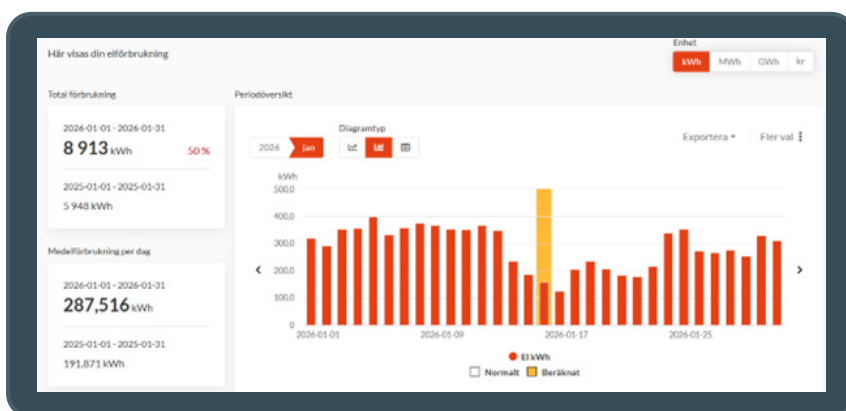 Här visas din elförbrukning
Enhet
kWh MWh GWh kr
Total förbrukning
2026-01-01 - 2026-01-31
8 913 kWh 50 %
2025-01-01 - 2025-01-31
5 948 kWh
Medelförbrukning per dag
2026-01-01 - 2026-01-31
287,516 kWh
2025-01-01 - 2025-01-31
191,871 kWh
Periodöversikt
2026 jan
Diagramtyp
Exportera Fler val
kWh
500,0
400,0
300,0
200,0
100,0
0
2026-01-01 2026-01-09 2026-01-17 2026-01-25
El kWh
Normalt Beräknat